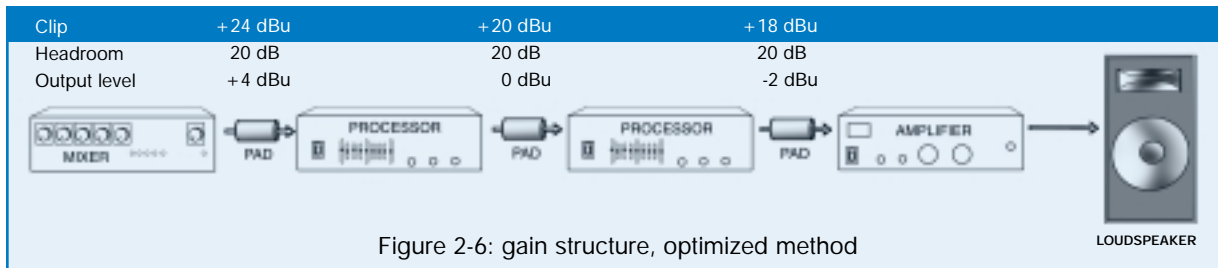 Clip +24 dBu +20 dBu +18 dBu
Headroom 20 dB 20 dB 20 dB
Output level +4 dBu 0 dBu -2 dBu
MIXER PAD PROCESSOR PAD PROCESSOR PAD AMPLIFIER
LOUDSPEAKER
Figure 2-6: gain structure, optimized method